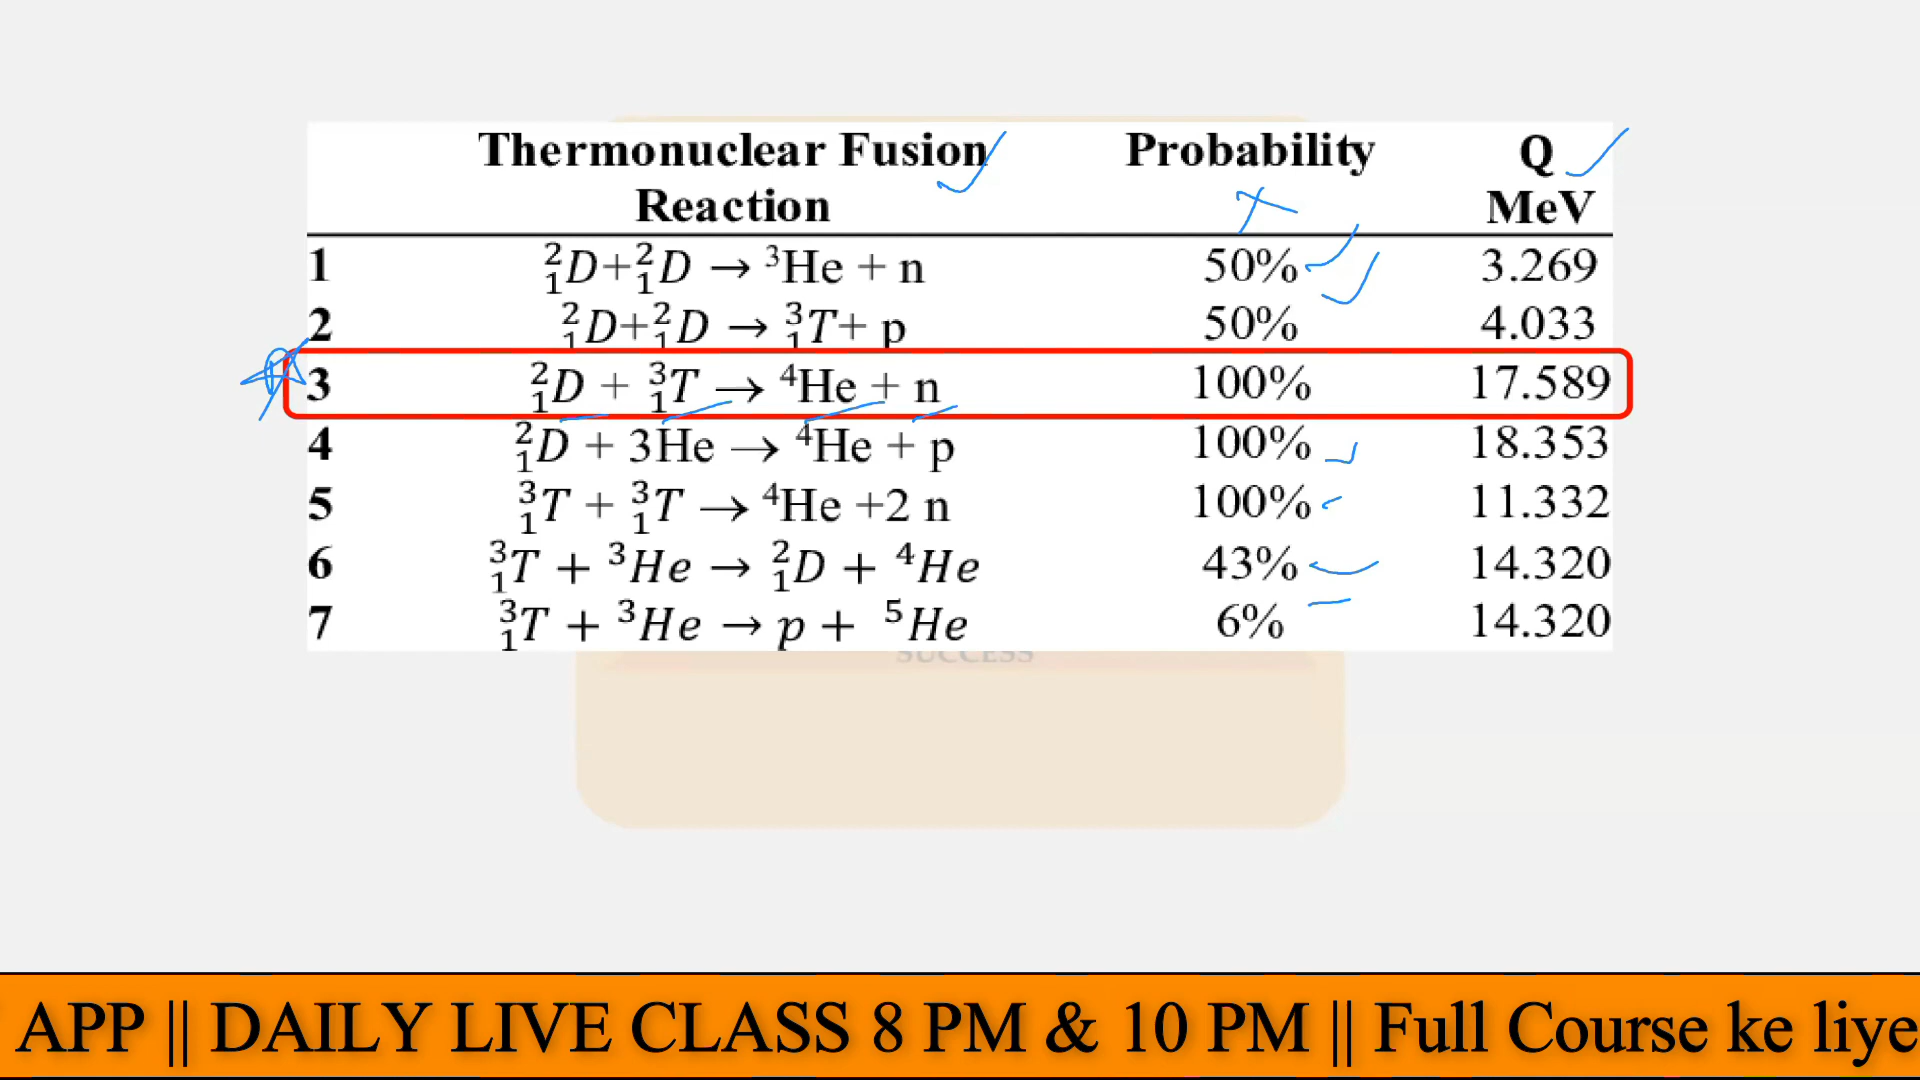 Thermonuclear Fusion Probability Q
Reaction MeV
1 ²₁D+²₁D → ³He + n 50% 3.269
2 ²₁D+²₁D → ³₁T+ p 50% 4.033
3 ²₁D + ³₁T → ⁴He + n 100% 17.589
4 ²₁D + 3He → ⁴He + p 100% 18.353
5 ³₁T + ³₁T → ⁴He +2 n 100% 11.332
6 ³₁T + ³He → ²₁D + ⁴He 43% 14.320
7 ³₁T + ³He → p + ⁵He 6% 14.320
SUCCESS
APP || DAILY LIVE CLASS 8 PM & 10 PM || Full Course ke liye